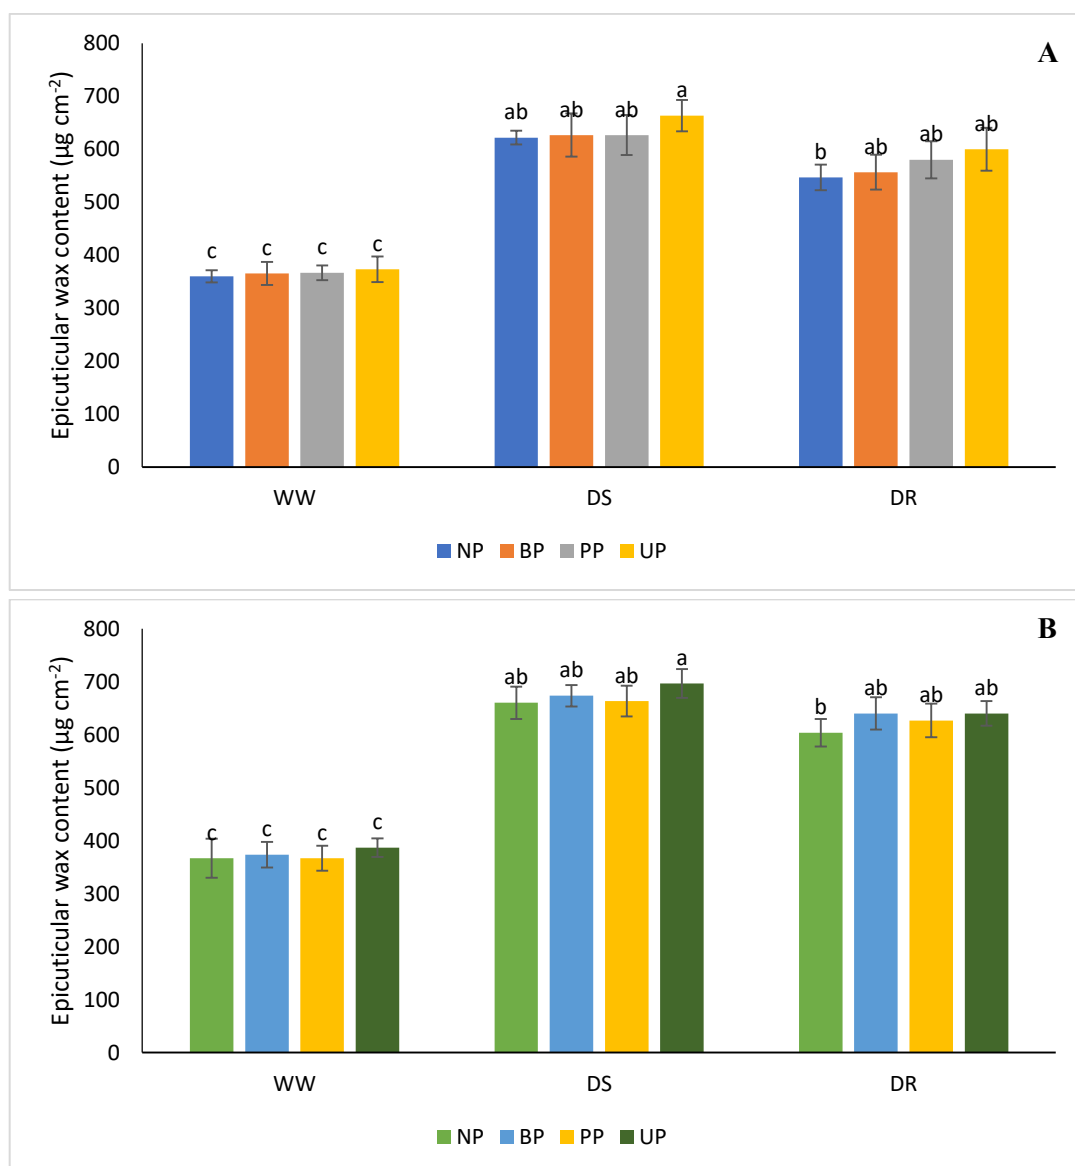 A
Epicuticular wax content (µg cm-2)
800
700
600
500
400
300
200
100
0
c c c c
ab ab ab a
b ab ab ab
WW DS DR
NP BP PP UP
B
Epicuticular wax content (µg cm-2)
800
700
600
500
400
300
200
100
0
c c c c
ab ab ab a
b ab ab ab
WW DS DR
NP BP PP UP